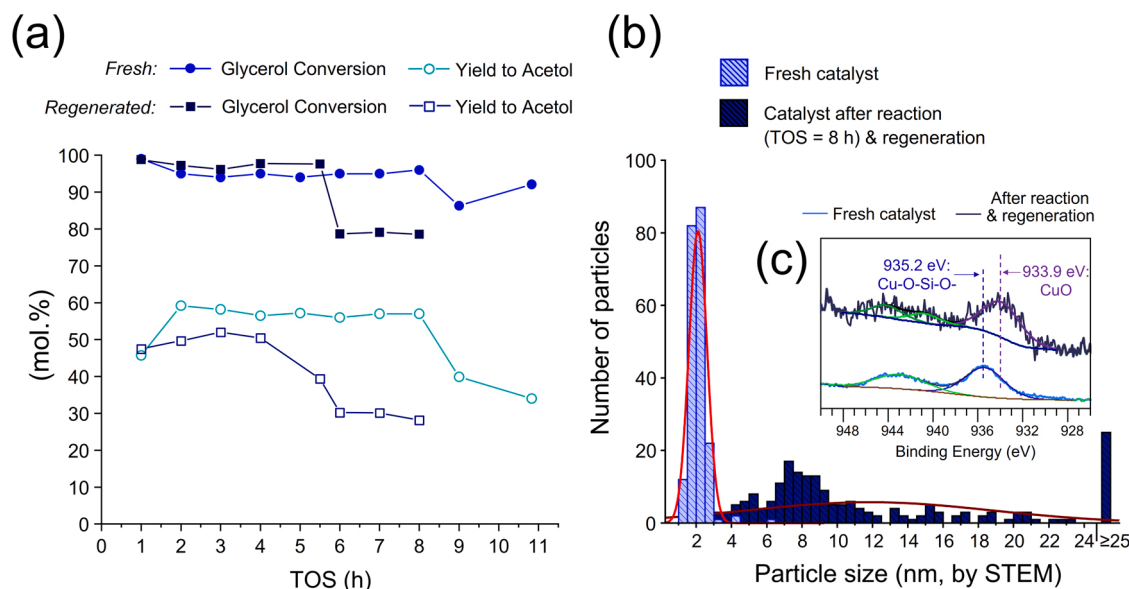 (a)
Fresh: Glycerol Conversion Yield to Acetol
Regenerated: Glycerol Conversion Yield to Acetol
100
90
80
70
60
50
40
30
20
10
0
(mol.%)
0 1 2 3 4 5 6 7 8 9 10 11
TOS (h)
(b)
Fresh catalyst
Catalyst after reaction
(TOS = 8 h) & regeneration
100
80
60
40
20
0
Number of particles
2 4 6 8 10 12 14 16 18 20 22 24 ≥25
Particle size (nm, by STEM)
(c)
Fresh catalyst
After reaction
& regeneration
935.2 eV:
Cu-O-Si-O-
933.9 eV:
CuO
948 944 940 936 932 928
Binding Energy (eV)